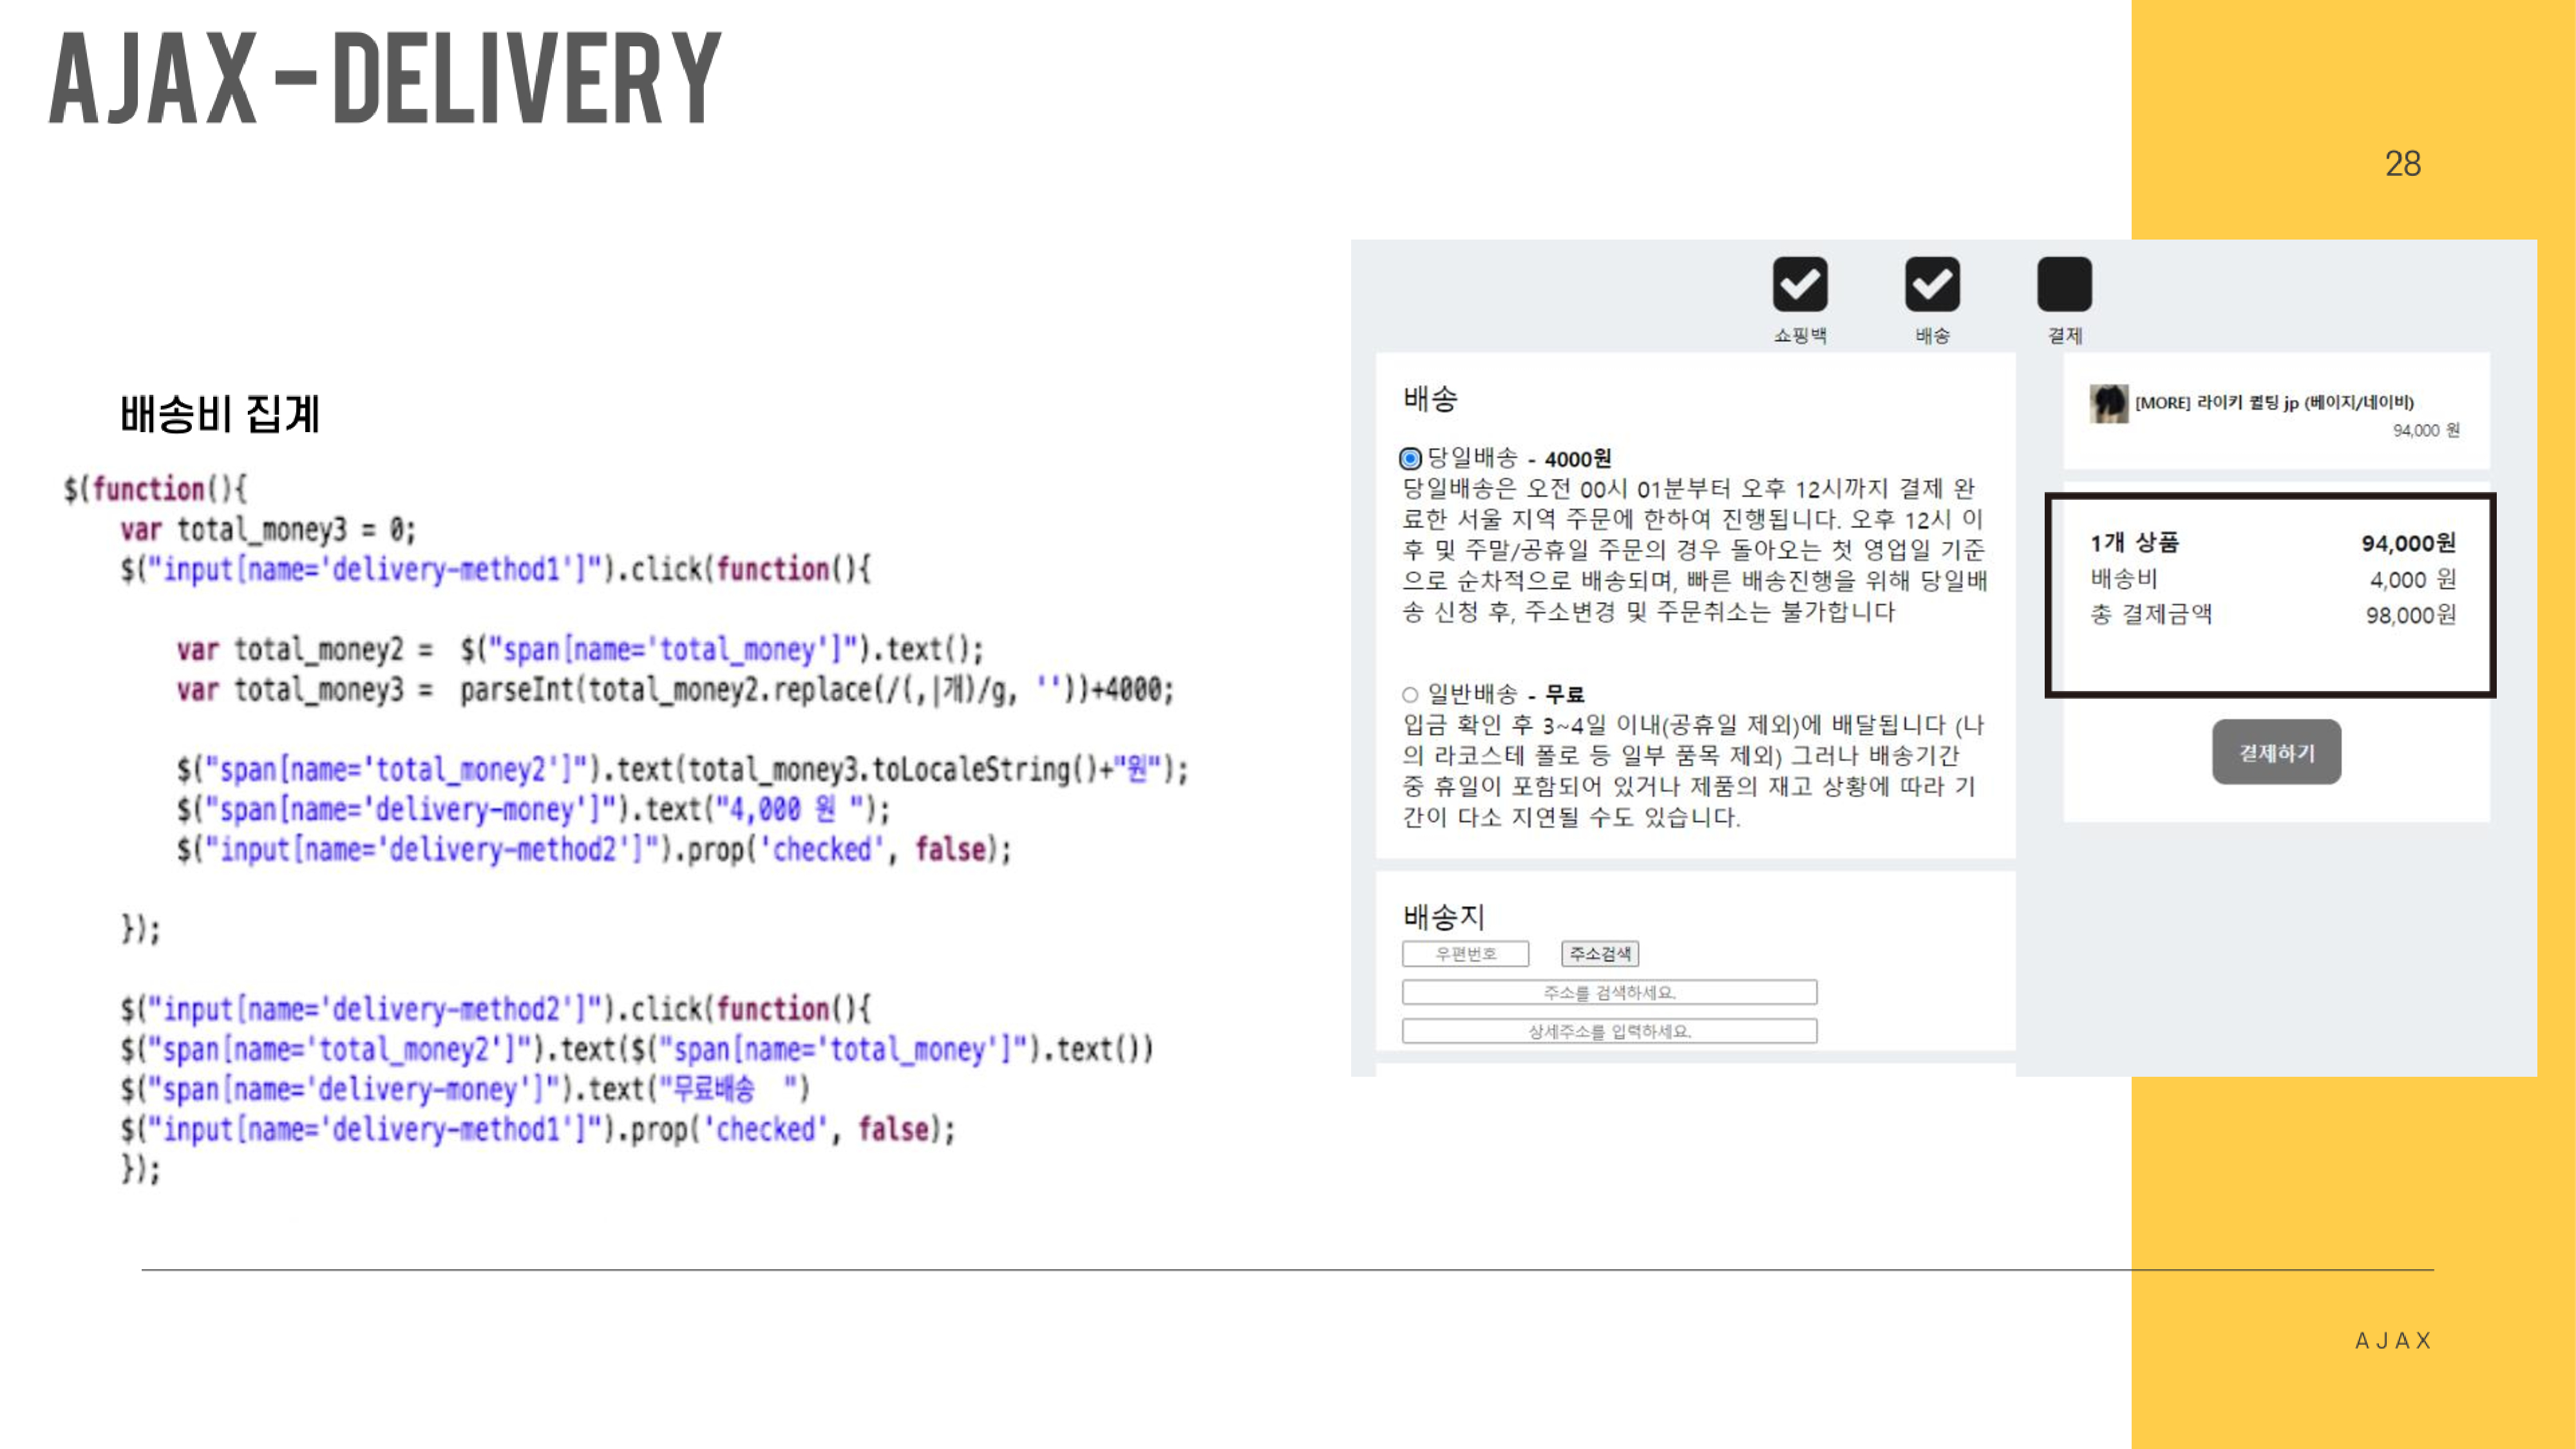 AJAX-DELIVERY
28
배송비 집계
$(function(){
var total_money3 = 0;
$("input[name='delivery-method1']").click(function(){
var total_money2 = $("span[name='total_money']").text();
var total_money3 = parseInt(total_money2.replace(/(,|개)/g, ''))+4000;
$("span[name='total_money2']").text(total_money3.toLocaleString()+"원");
$("span[name='delivery-money']").text("4,000 원 ");
$("input[name='delivery-method2']").prop('checked', false);
});
$("input[name='delivery-method2']").click(function(){
$("span[name='total_money2']").text($("span[name='total_money']").text())
$("span[name='delivery-money']").text("무료배송  ")
$("input[name='delivery-method1']").prop('checked', false);
});
쇼핑백
배송
결제
배송
당일배송 - 4000원
당일배송은 오전 00시 01분부터 오후 12시까지 결제 완
료한 서울 지역 주문에 한하여 진행됩니다. 오후 12시 이
후 및 주말/공휴일 주문의 경우 돌아오는 첫 영업일 기준
으로 순차적으로 배송되며, 빠른 배송진행을 위해 당일배
송 신청 후, 주소변경 및 주문취소는 불가합니다
일반배송 - 무료
입금 확인 후 3~4일 이내(공휴일 제외)에 배달됩니다 (나
의 라코스테 폴로 등 일부 품목 제외) 그러나 배송기간
중 휴일이 포함되어 있거나 제품의 재고 상황에 따라 기
간이 다소 지연될 수도 있습니다.
배송지
우편번호
주소검색
주소를 검색하세요.
상세주소를 입력하세요.
[MORE] 라이키 퀼팅 jp (베이지/네이비)
94,000 원
1개 상품 94,000원
배송비 4,000 원
총 결제금액 98,000원
결제하기
AJAX